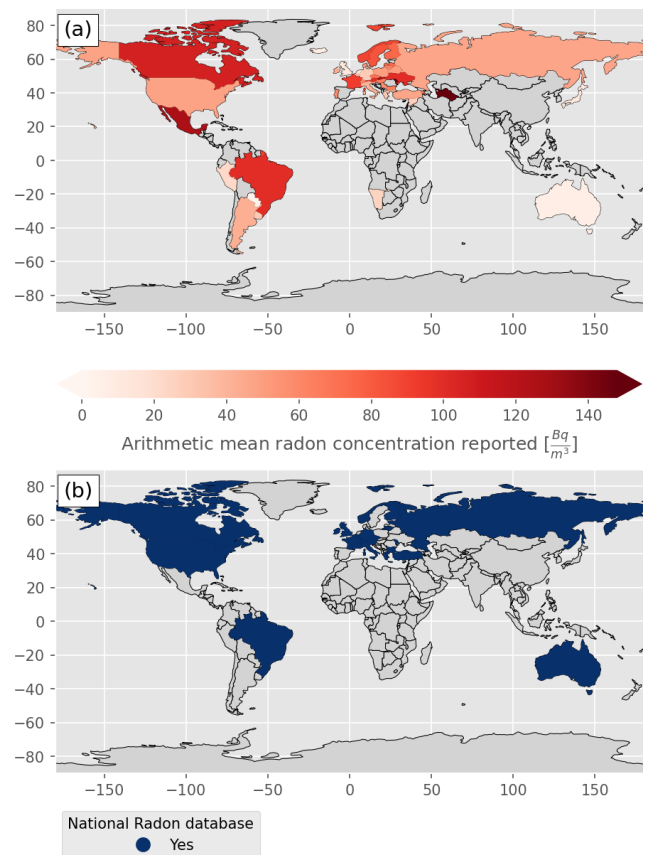 (a)
80
60
40
20
0
−20
−40
−60
−80
−150 −100 −50 0 50 100 150
0 20 40 60 80 100 120 140
Arithmetic mean radon concentration reported [Bq/m³]
(b)
80
60
40
20
0
−20
−40
−60
−80
−150 −100 −50 0 50 100 150
National Radon database
Yes